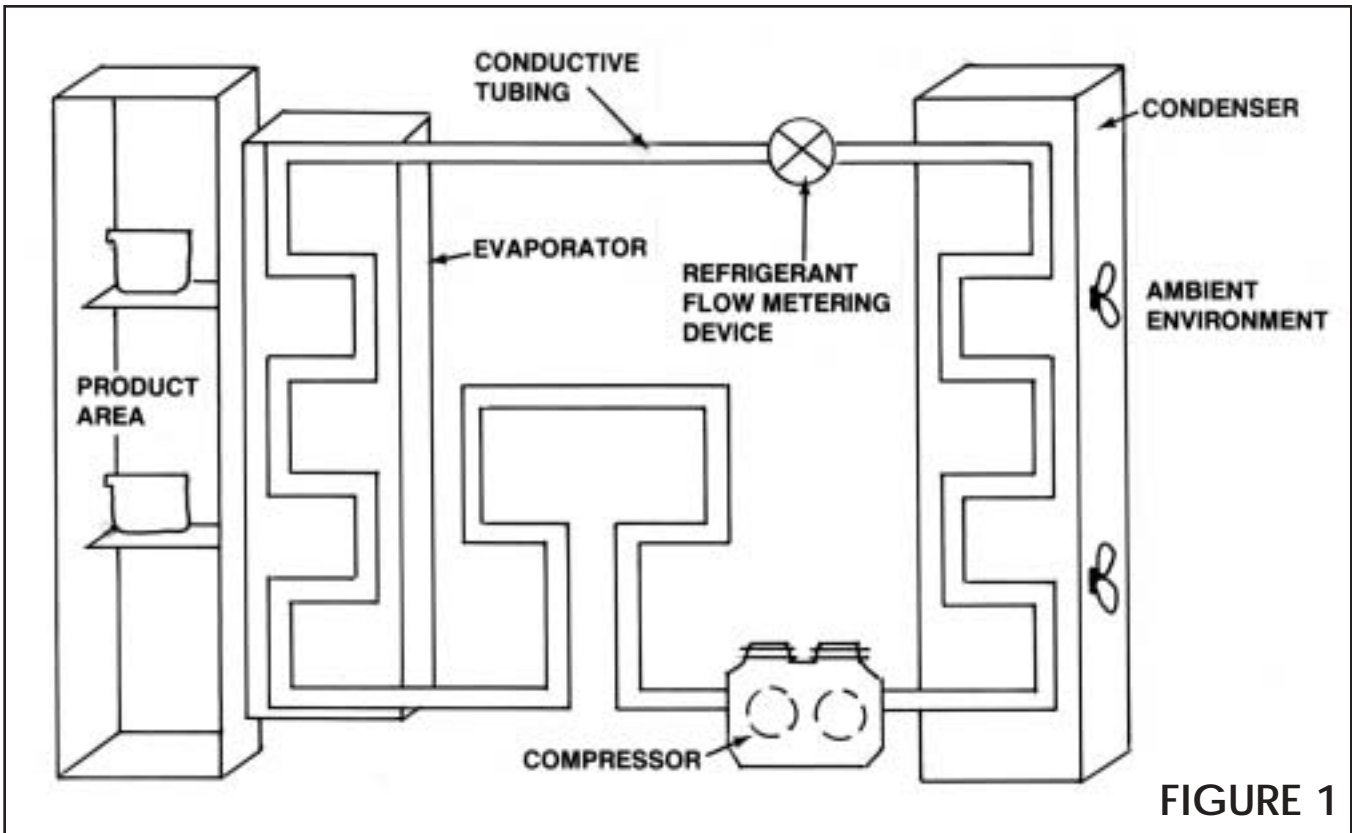 CONDUCTIVE
TUBING
CONDENSER
EVAPORATOR
REFRIGERANT
FLOW METERING
DEVICE
AMBIENT
ENVIRONMENT
PRODUCT
AREA
COMPRESSOR
FIGURE 1